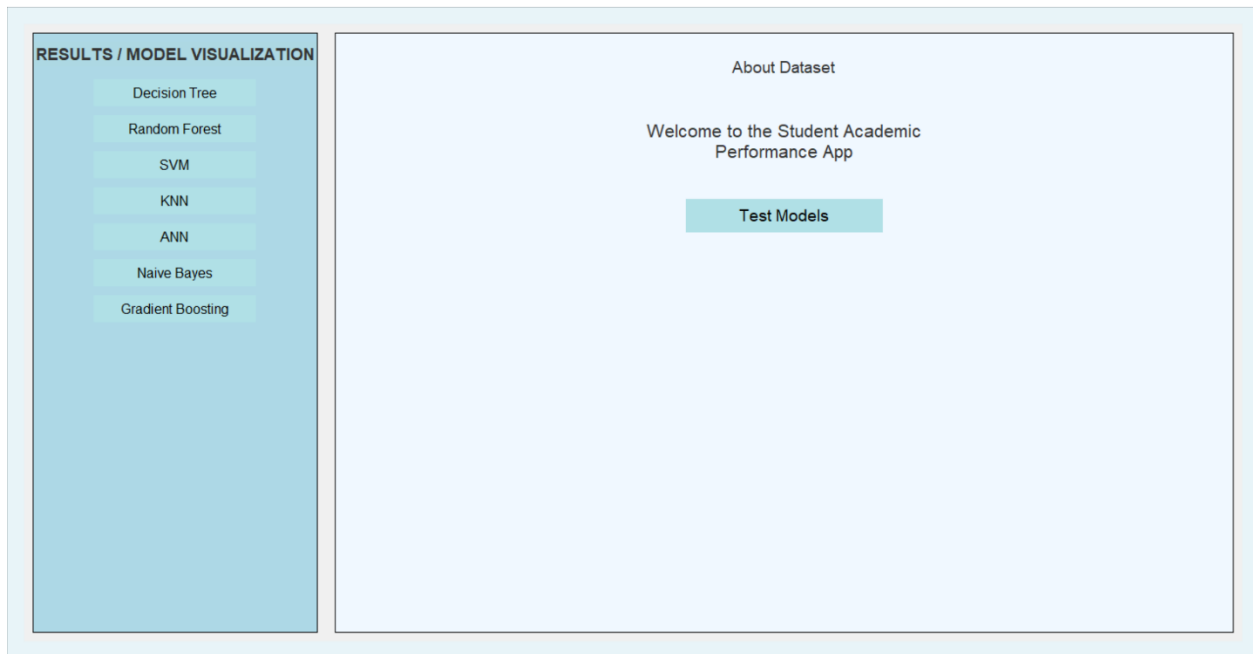 RESULTS / MODEL VISUALIZATION
Decision Tree
Random Forest
SVM
KNN
ANN
Naive Bayes
Gradient Boosting
About Dataset
Welcome to the Student Academic
Performance App
Test Models